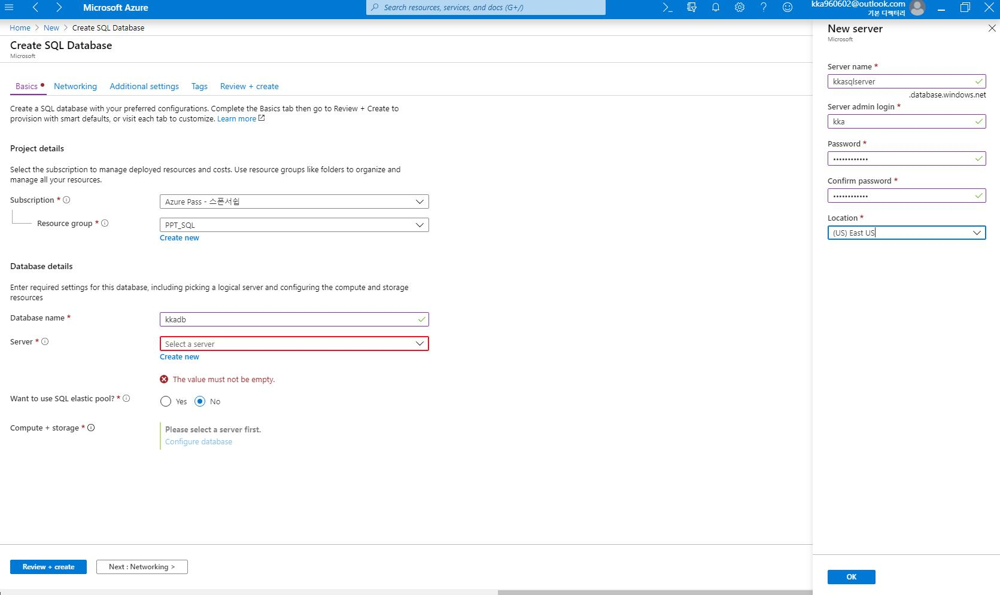 Microsoft Azure
Search resources, services, and docs (G+/)
kka960602@outlook.com
기본 디렉터리
Home > New > Create SQL Database
Create SQL Database
Microsoft
Basics
Networking
Additional settings
Tags
Review + create
Create a SQL database with your preferred configurations. Complete the Basics tab then go to Review + Create to
provision with smart defaults, or visit each tab to customize. Learn more
Project details
Select the subscription to manage deployed resources and costs. Use resource groups like folders to organize and
manage all your resources.
Subscription *
Azure Pass - 스폰서쉽
Resource group *
PPT_SQL
Create new
Database details
Enter required settings for this database, including picking a logical server and configuring the compute and storage
resources
Database name *
kkadb
Server *
Select a server
Create new
The value must not be empty.
Want to use SQL elastic pool? *
Yes
No
Compute + storage *
Please select a server first.
Configure database
Review + create
Next : Networking >
New server
Microsoft
Server name *
kkasqlserver
.database.windows.net
Server admin login *
kka
Password *
••••••••••••
Confirm password *
••••••••••••
Location *
(US) East US
OK